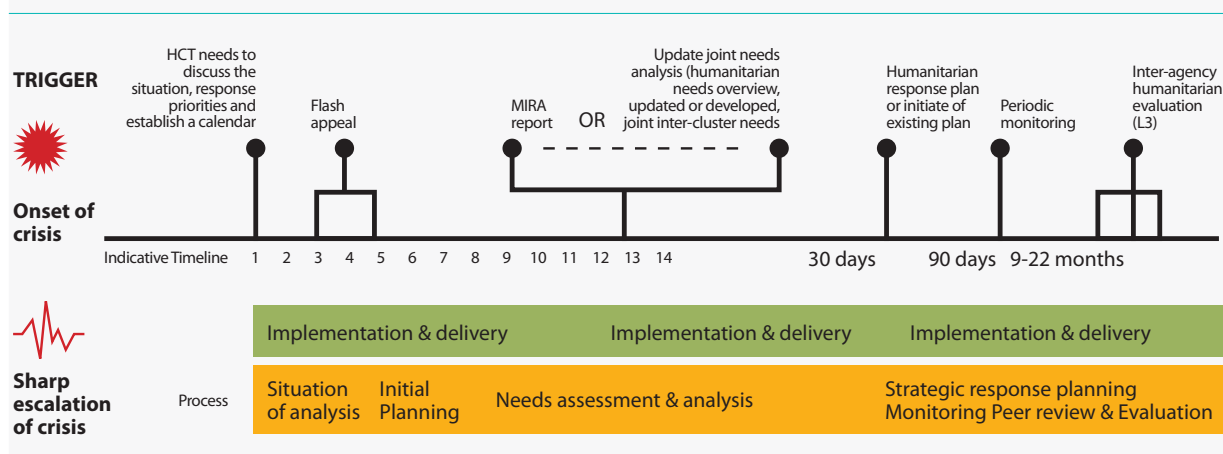 TRIGGER
HCT needs to
discuss the
situation, response
priorities and
establish a calendar
Flash
appeal
MIRA
report
OR
Update joint needs
analysis (humanitarian
needs overview,
updated or developed,
joint inter-cluster needs
Humanitarian
response plan
or initiate of
existing plan
Periodic
monitoring
Inter-agency
humanitarian
evaluation
(L3)
Onset of
crisis
Indicative Timeline 1 2 3 4 5 6 7 8 9 10 11 12 13 14 30 days 90 days 9-22 months
Implementation & delivery Implementation & delivery Implementation & delivery
Sharp
escalation
of crisis
Process
Situation
of analysis
Initial
Planning
Needs assessment & analysis
Strategic response planning
Monitoring Peer review & Evaluation